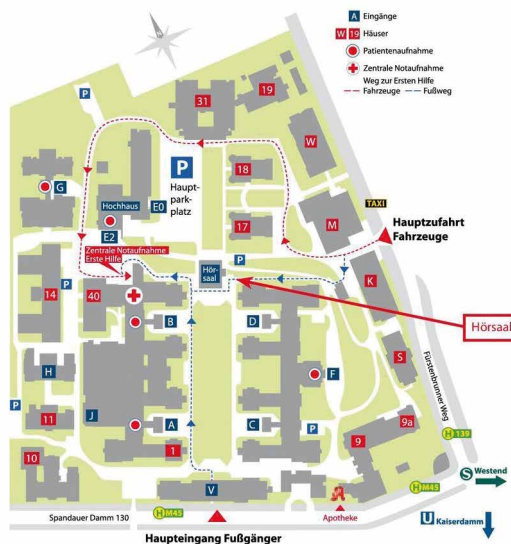 A Eingänge
W 19 Häuser
Patientenaufnahme
Zentrale Notaufnahme
Weg zur Ersten Hilfe
Fahrzeuge Fußweg
P
31
19
W
18
17
M
TAXI
Hauptzufahrt
Fahrzeuge
P
Haupt-
park-
platz
G
Hochhaus
E0
E2
P
Zentrale Notaufnahme
Erste Hilfe
Hör-
saal
P
K
Hörsaal
14
P
40
B
D
S
Fürstenbrunner Weg
H
F
J
P
11
A
C
P
9a
9
H 139
10
1
V
S Westend
H M45
H M45
Apotheke
U Kaiserdamm
Spandauer Damm 130
Haupteingang Fußgänger